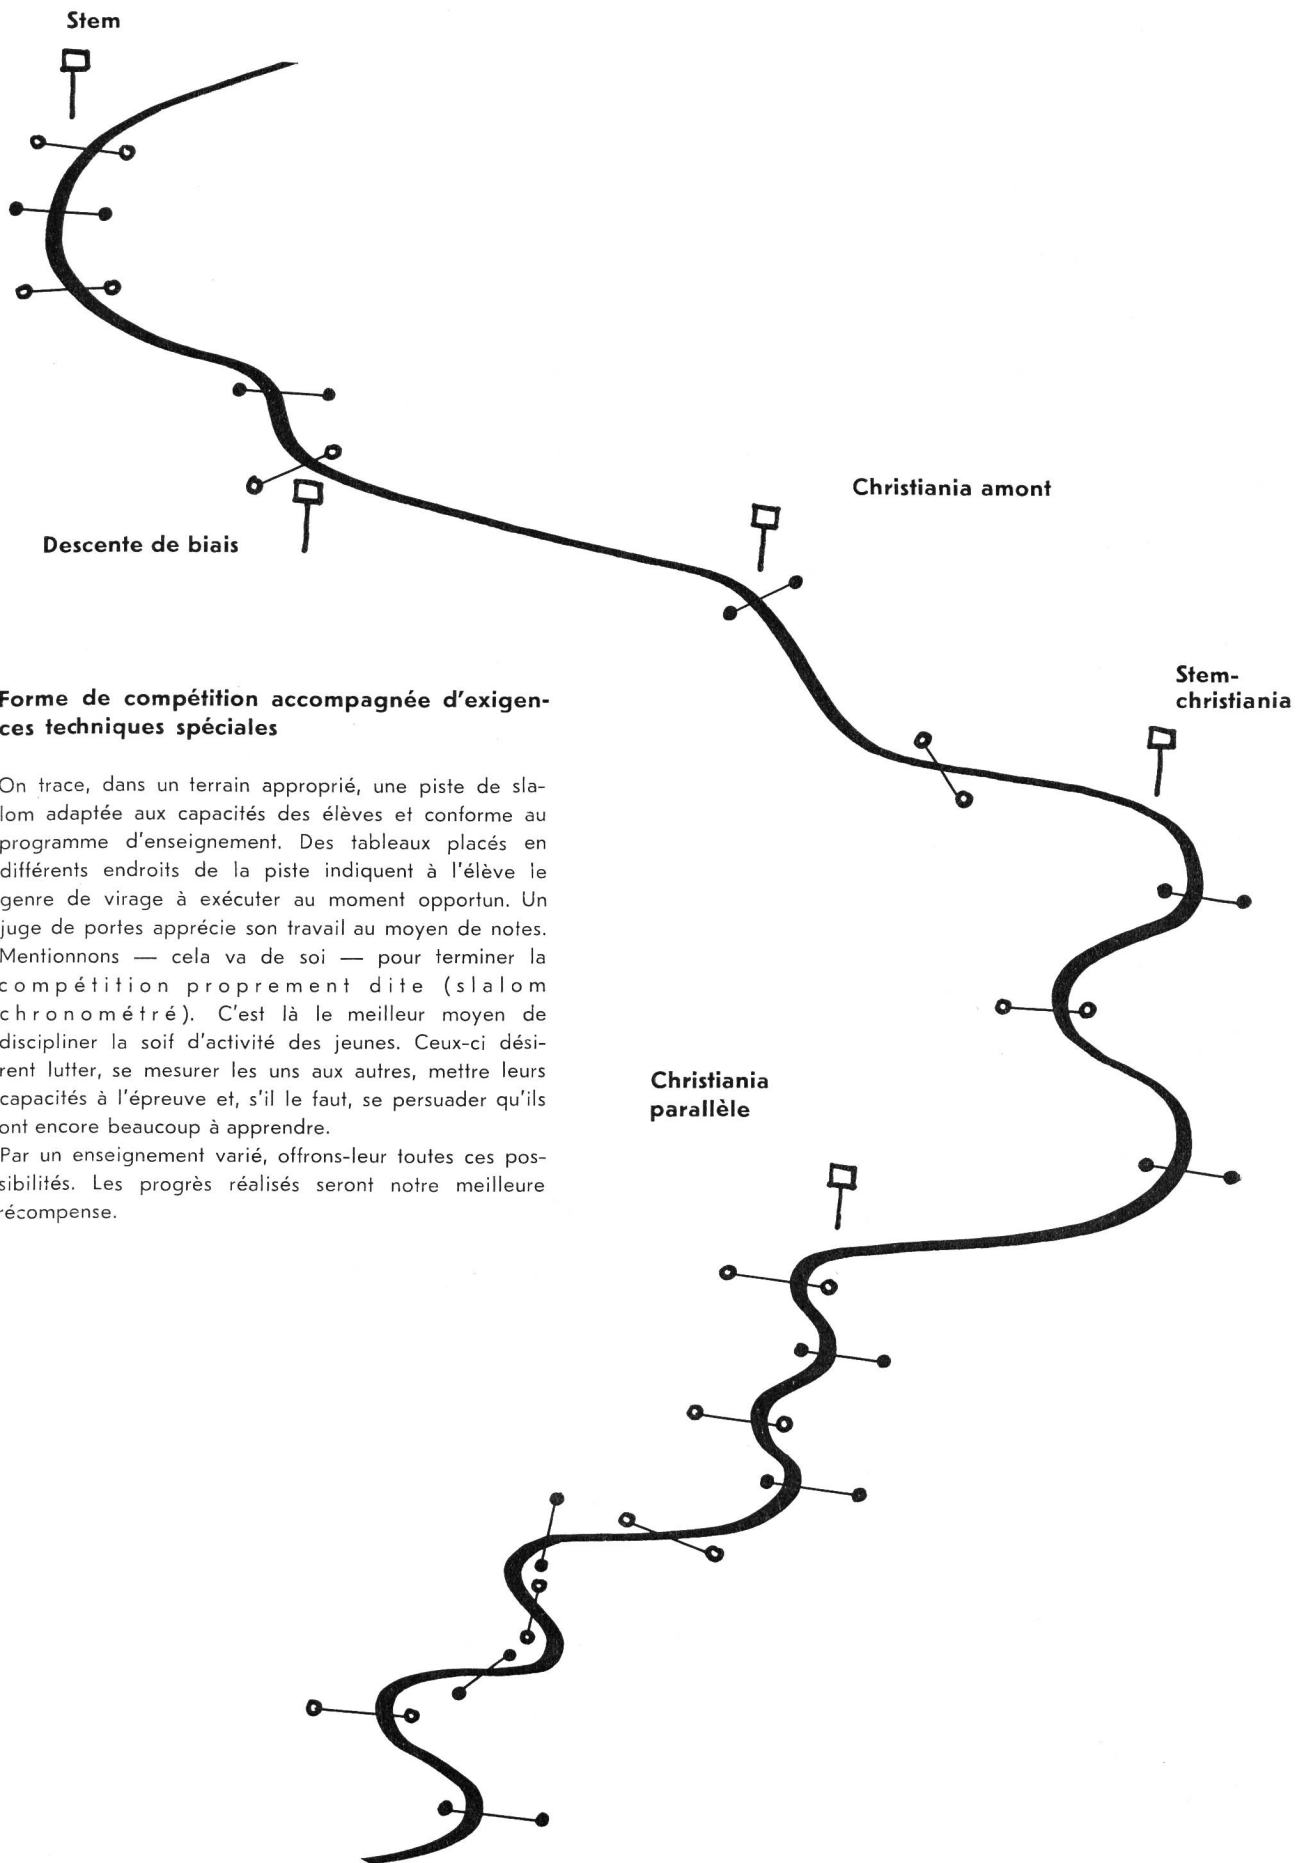 Stem
Christiania amont
Descente de biais
Stem-
christiania
Forme de compétition accompagnée d'exigen-
ces techniques spéciales
On trace, dans un terrain approprié, une piste de sla-
lom adaptée aux capacités des élèves et conforme au
programme d'enseignement. Des tableaux placés en
différents endroits de la piste indiquent à l'élève le
genre de virage à exécuter au moment opportun. Un
juge de portes apprécie son travail au moyen de notes.
Mentionnons — cela va de soi — pour terminer la
compétition proprement dite (slalom
chronométré). C'est là le meilleur moyen de
discipliner la soif d'activité des jeunes. Ceux-ci dési-
rent lutter, se mesurer les uns aux autres, mettre leurs
capacités à l'épreuve et, s'il le faut, se persuader qu'ils
ont encore beaucoup à apprendre.
Par un enseignement varié, offrons-leur toutes ces pos-
sibilités. Les progrès réalisés seront notre meilleure
récompense.
Christiania
parallèle